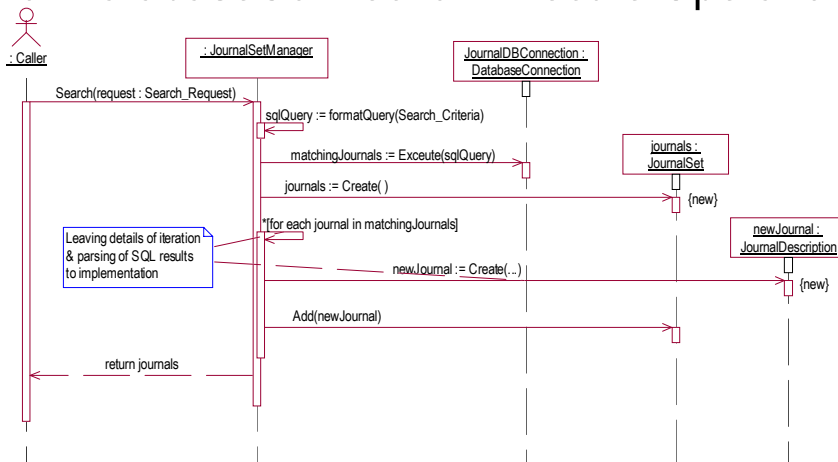 : Caller
: JournalSetManager
JournalDBConnection :
DatabaseConnection
Search(request : Search_Request)
sqlQuery := formatQuery(Search_Criteria)
matchingJournals := Exceute(sqlQuery)
journals :
JournalSet
journals := Create( )
{new}
*[for each journal in matchingJournals]
Leaving details of iteration
& parsing of SQL results
to implementation
newJournal :
JournalDescription
newJournal := Create(...)
{new}
Add(newJournal)
return journals